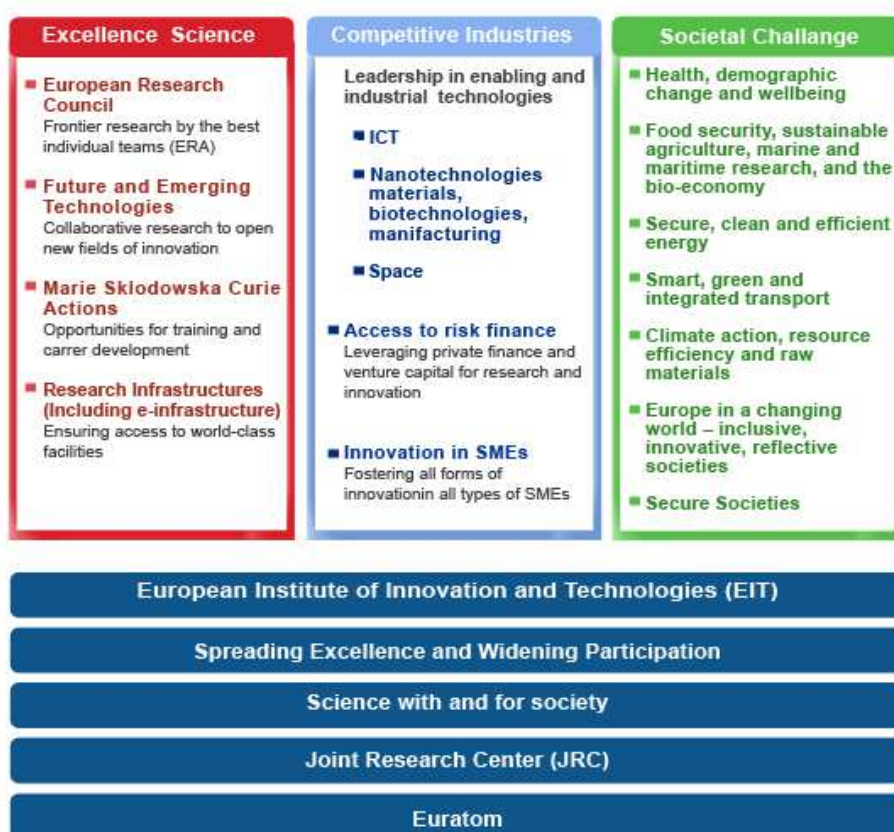 Excellence Science
European Research
Council
Frontier research by the best
individual teams (ERA)
Future and Emerging
Technologies
Collaborative research to open
new fields of innovation
Marie Sklodowska Curie
Actions
Opportunities for training and
carrer development
Research Infrastructures
(Including e-infrastructure)
Ensuring access to world-class
facilities
Competitive Industries
Leadership in enabling and
industrial technologies
ICT
Nanotechnologies
materials,
biotechnologies,
manifacturing
Space
Access to risk finance
Leveraging private finance and
venture capital for research and
innovation
Innovation in SMEs
Fostering all forms of
innovationin all types of SMEs
Societal Challange
Health, demographic
change and wellbeing
Food security, sustainable
agriculture, marine and
maritime research, and the
bio-economy
Secure, clean and efficient
energy
Smart, green and
integrated transport
Climate action, resource
efficiency and raw
materials
Europe in a changing
world – inclusive,
innovative, reflective
societies
Secure Societies
European Institute of Innovation and Technologies (EIT)
Spreading Excellence and Widening Participation
Science with and for society
Joint Research Center (JRC)
Euratom